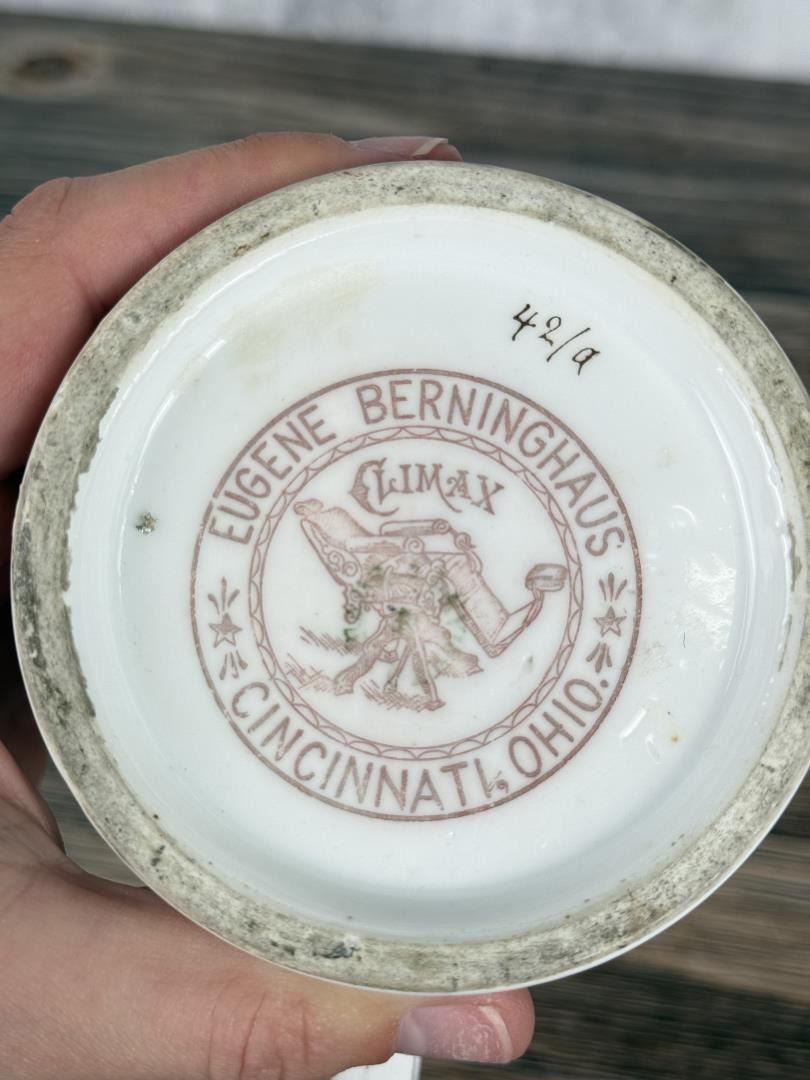 42/a
EUGENE BERNINGHAUS
CLIMAX
CINCINNATI, OHIO.